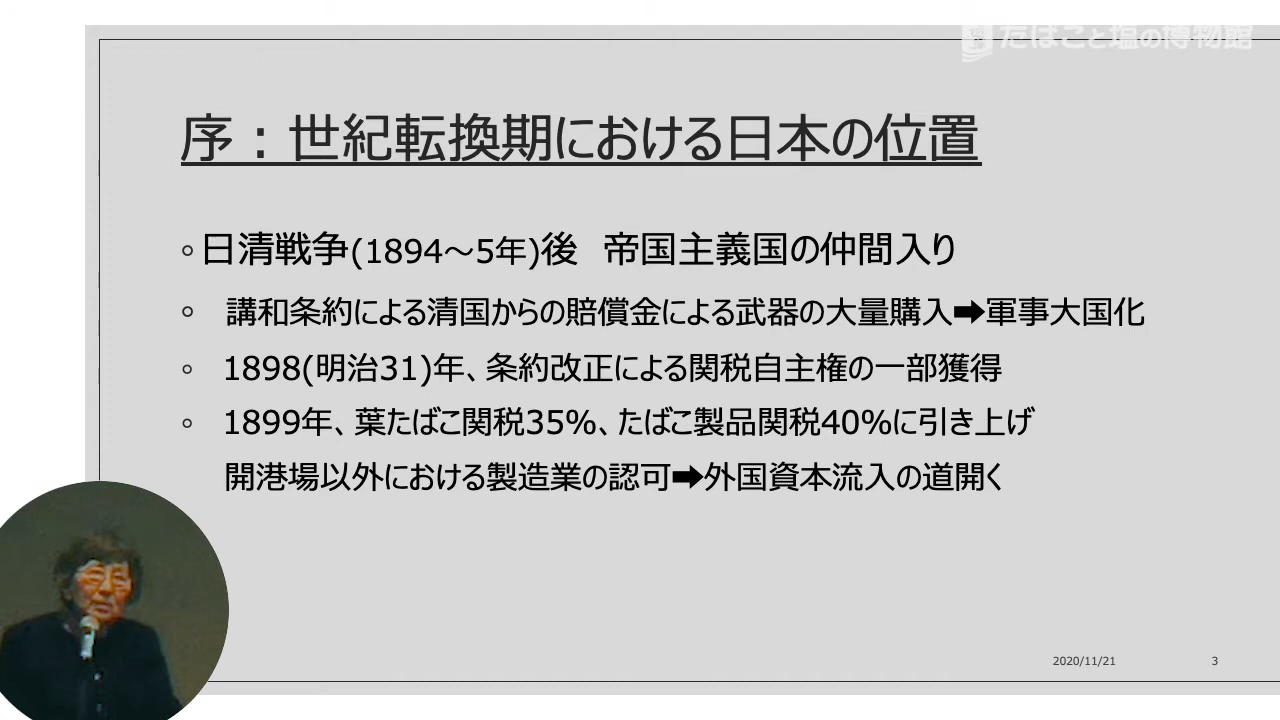 たばこと塩の博物館
序：世紀転換期における日本の位置
◦日清戦争(1894～5年)後　帝国主義国の仲間入り
◦　講和条約による清国からの賠償金による武器の大量購入➡軍事大国化
◦　1898(明治31)年、条約改正による関税自主権の一部獲得
◦　1899年、葉たばこ関税35%、たばこ製品関税40%に引き上げ
開港場以外における製造業の認可➡外国資本流入の道開く
2020/11/21　3